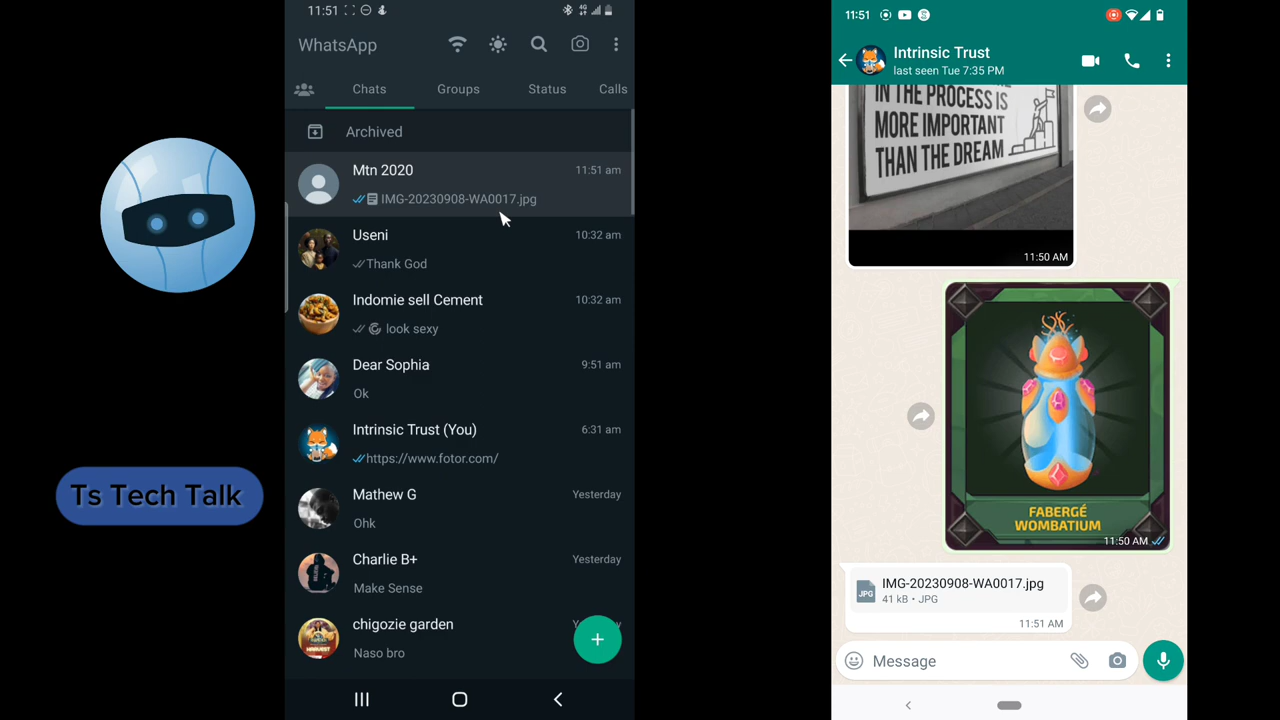 11:51
WhatsApp
Chats
Groups
Status
Calls
Archived
Mtn 2020
11:51 am
IMG-20230908-WA0017.jpg
Useni
10:32 am
Thank God
Indomie sell Cement
10:32 am
look sexy
Dear Sophia
9:51 am
Ok
Intrinsic Trust (You)
6:31 am
https://www.fotor.com/
Mathew G
Yesterday
Ohk
Charlie B+
Yesterday
Make Sense
chigozie garden
Naso bro
+
Ts Tech Talk
11:51
Intrinsic Trust
last seen Tue 7:35 PM
IN THE PROCESS IS
MORE IMPORTANT
THAN THE DREAM
11:50 AM
FABERGÉ
WOMBATIUM
11:50 AM
JPG
IMG-20230908-WA0017.jpg
41 kB • JPG
11:51 AM
Message